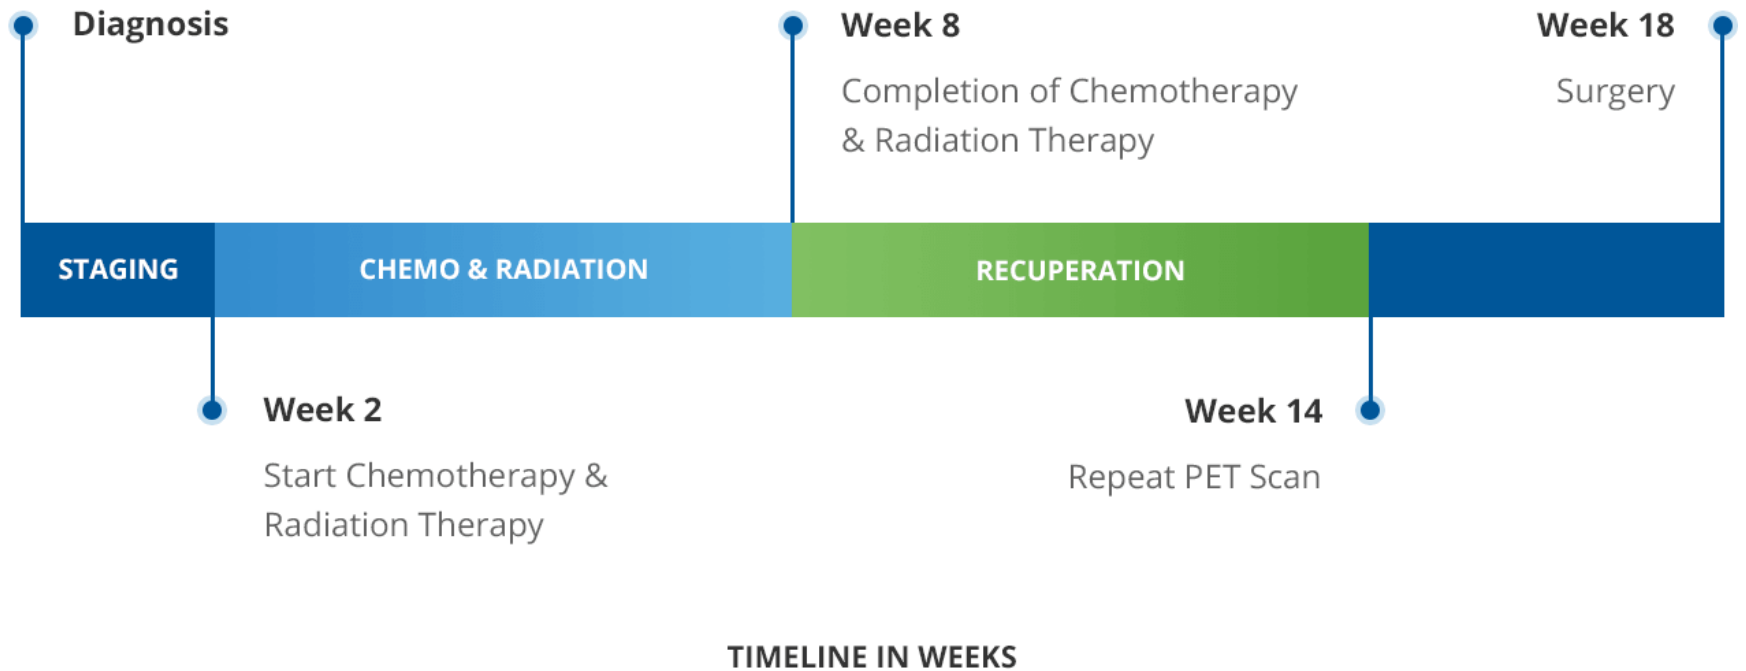 Diagnosis
Week 8
Completion of Chemotherapy
& Radiation Therapy
Week 18
Surgery
STAGING
CHEMO & RADIATION
RECUPERATION
Week 2
Start Chemotherapy &
Radiation Therapy
Week 14
Repeat PET Scan
TIMELINE IN WEEKS